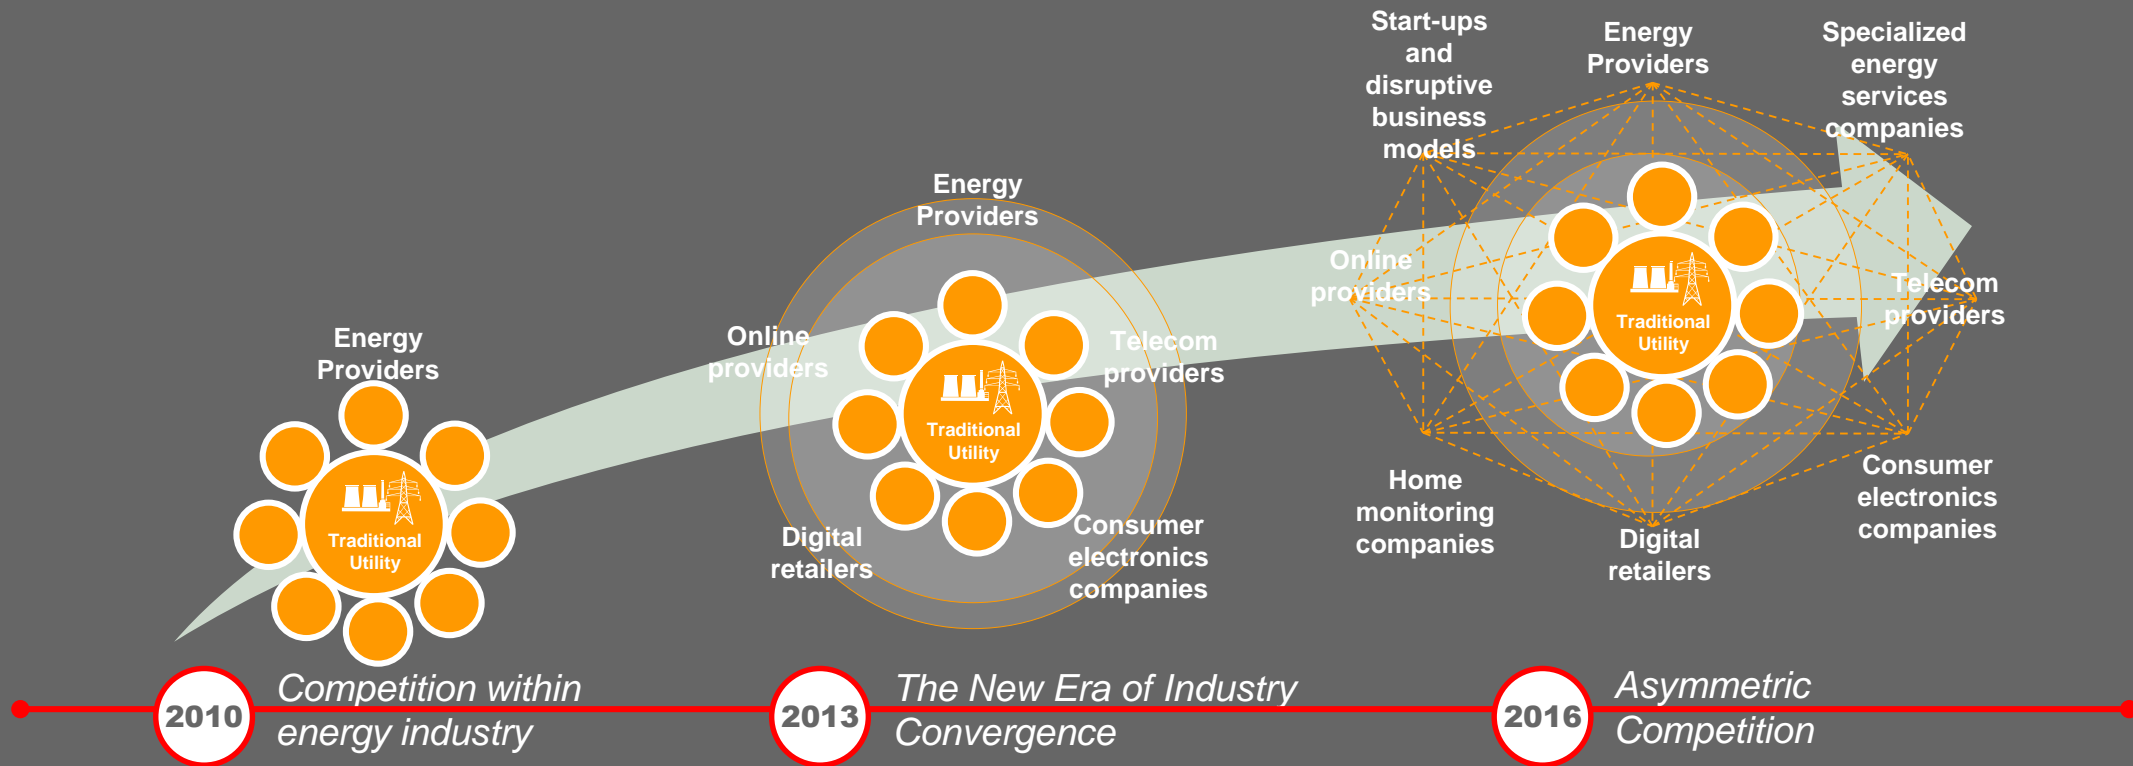 Energy
Providers
Traditional
Utility
2010
Competition within
energy industry
Energy
Providers
Online
providers
Telecom
providers
Traditional
Utility
Digital
retailers
Consumer
electronics
companies
2013
The New Era of Industry
Convergence
Start-ups
and
disruptive
business
models
Energy
Providers
Specialized
energy
services
companies
Online
providers
Telecom
providers
Traditional
Utility
Home
monitoring
companies
Digital
retailers
Consumer
electronics
companies
2016
Asymmetric
Competition